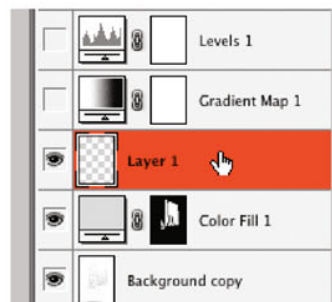 Levels 1
Gradient Map 1
Layer 1
Color Fill 1
Background copy